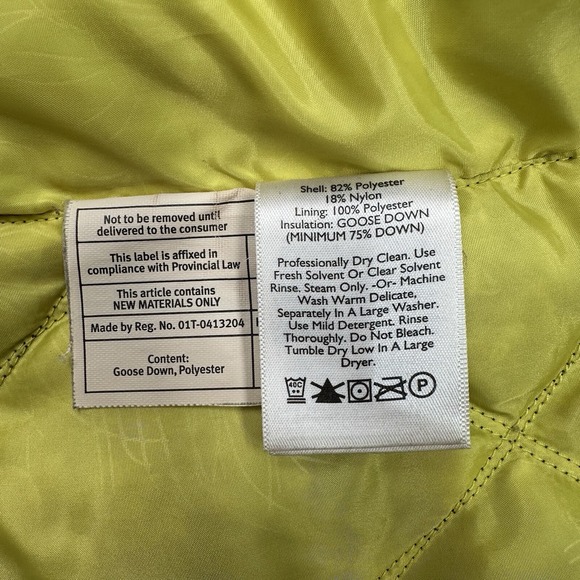 Not to be removed until
delivered to the consumer
This label is affixed in
compliance with Provincial Law
This article contains
NEW MATERIALS ONLY
Made by Reg. No. 01T-0413204
Content:
Goose Down, Polyester
Shell: 82% Polyester
18% Nylon
Lining: 100% Polyester
Insulation: GOOSE DOWN
(MINIMUM 75% DOWN)
Professionally Dry Clean. Use
Fresh Solvent Or Clear Solvent
Rinse. Steam Only. -Or- Machine
Wash Warm Delicate,
Separately In A Large Washer.
Use Mild Detergent. Rinse
Thoroughly. Do Not Bleach.
Tumble Dry Low In A Large
Dryer.
40C P